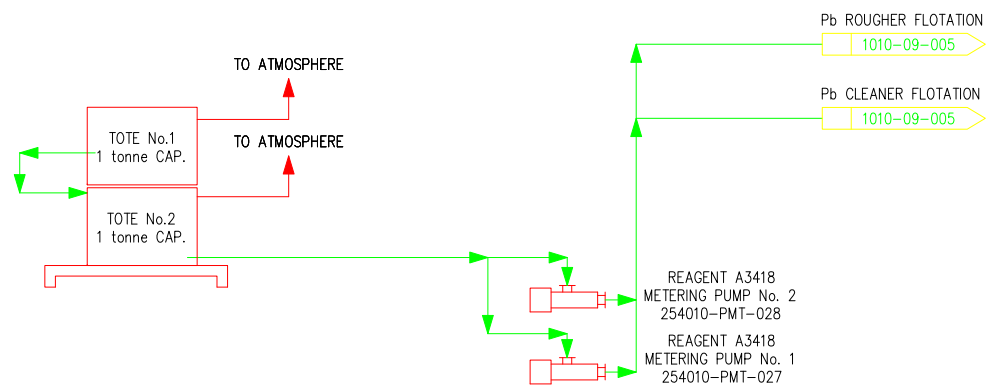 Pb ROUGHER FLOTATION
1010-09-005
TO ATMOSPHERE
Pb CLEANER FLOTATION
1010-09-005
TOTE No.1
1 tonne CAP.
TO ATMOSPHERE
TOTE No.2
1 tonne CAP.
REAGENT A3418
METERING PUMP No. 2
254010-PMT-028
REAGENT A3418
METERING PUMP No. 1
254010-PMT-027